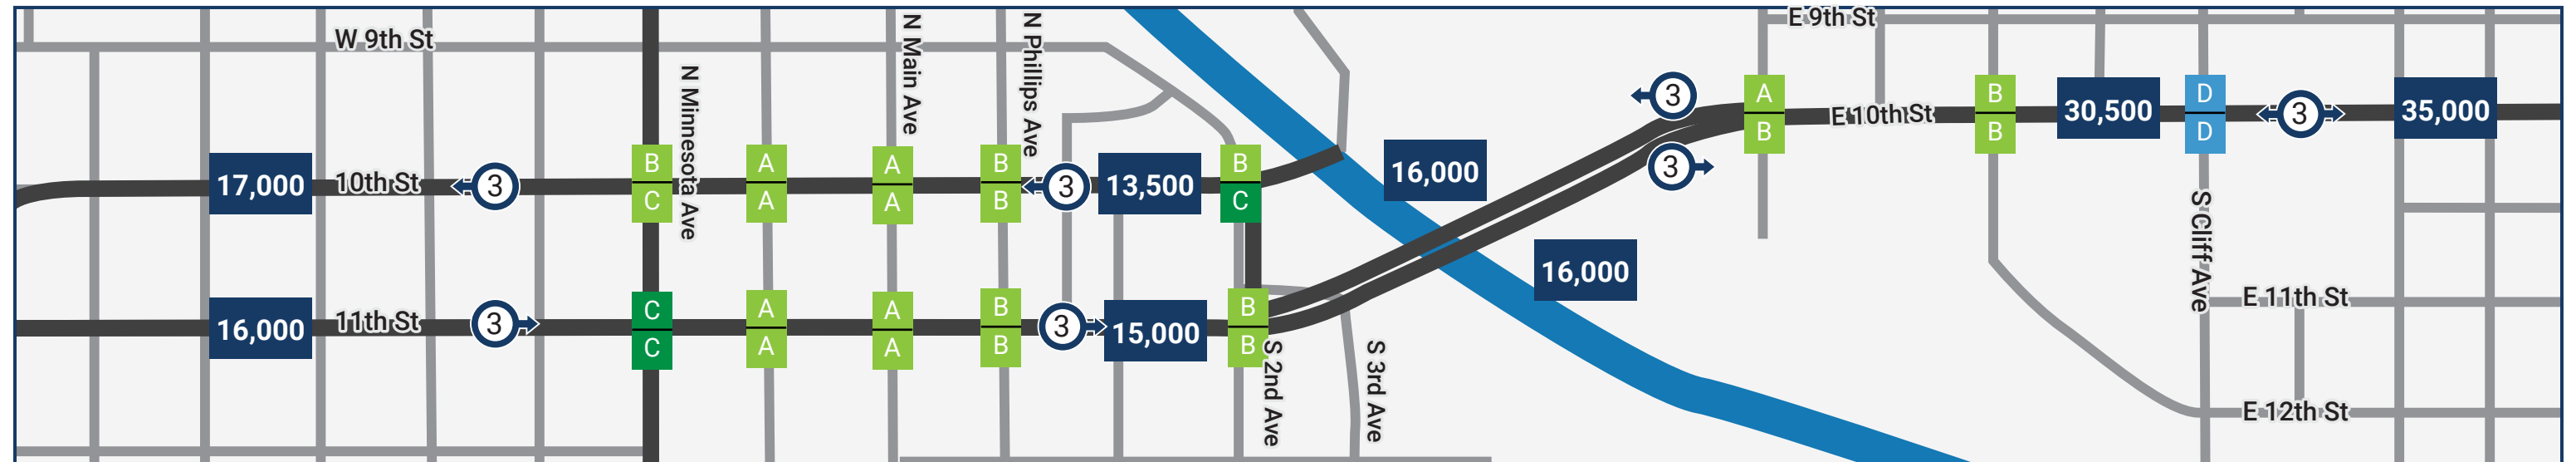 W 9th St
N Minnesota Ave
N Main Ave
N Phillips Ave
E 9th St
17,000
10th St
3
B
C
A
A
A
A
B
B
3
13,500
B
C
16,000
3
3
A
B
E 10th St
B
B
30,500
D
D
3
35,000
16,000
11th St
3
C
C
A
A
A
A
B
B
3
15,000
B
B
S 2nd Ave
S 3rd Ave
16,000
S Cliff Ave
E 11th St
E 12th St